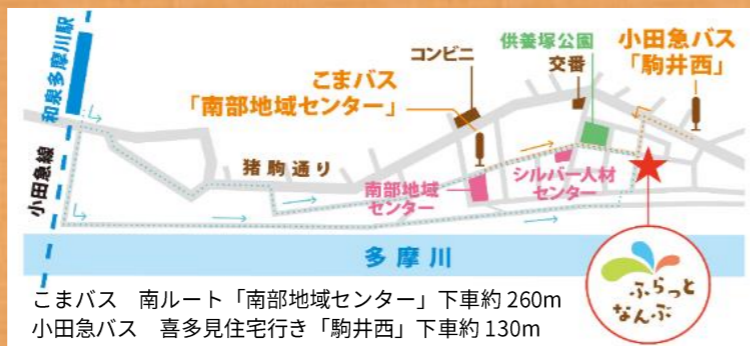 和泉多摩川駅
小田急線
コンビニ
供養塚公園
交番
小田急バス
「駒井西」
こまバス
「南部地域センター」
猪駒通り
南部地域
センター
シルバー人材
センター
多摩川
ふらっと
なんぶ
こまバス 南ルート「南部地域センター」下車約 260m
小田急バス 喜多見住宅行き「駒井西」下車約 130m